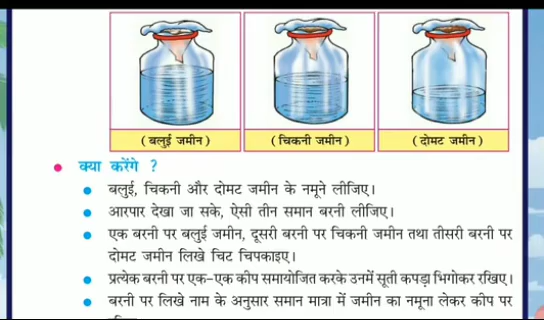 ( बलुई जमीन )
( चिकनी जमीन )
( दोमट जमीन )
क्या करेंगे ?
बलुई, चिकनी और दोमट जमीन के नमूने लीजिए।
आरपार देखा जा सके, ऐसी तीन समान बरनी लीजिए।
एक बरनी पर बलुई जमीन, दूसरी बरनी पर चिकनी जमीन तथा तीसरी बरनी पर
दोमट जमीन लिखे चिट चिपकाइए।
प्रत्येक बरनी पर एक-एक कीप समायोजित करके उनमें सूती कपड़ा भिगोकर रखिए।
बरनी पर लिखे नाम के अनुसार समान मात्रा में जमीन का नमूना लेकर कीप पर